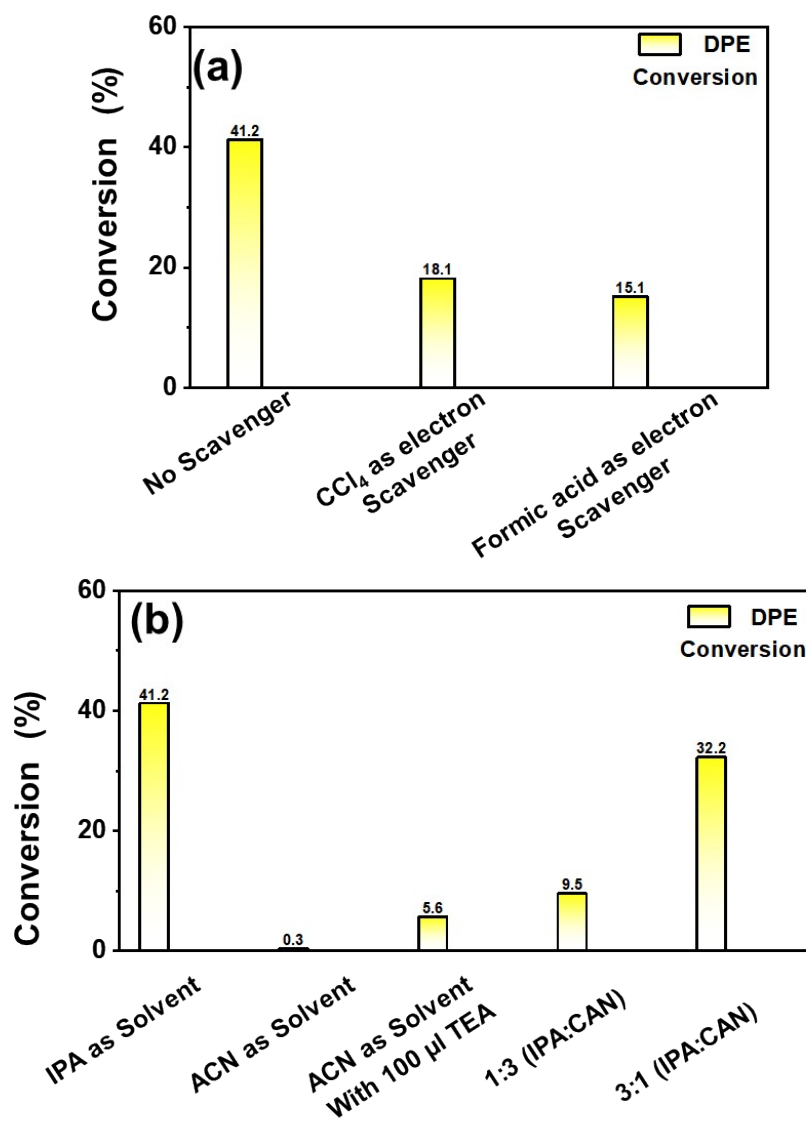 (a)
DPE
Conversion
Conversion (%)
60
40
20
0
41.2
18.1
15.1
No Scavenger
CCl₄ as electron
Scavenger
Formic acid as electron
Scavenger
(b)
DPE
Conversion
Conversion (%)
60
40
20
0
41.2
0.3
5.6
9.5
32.2
IPA as Solvent
ACN as Solvent
ACN as Solvent
With 100 µl TEA
1:3 (IPA:CAN)
3:1 (IPA:CAN)